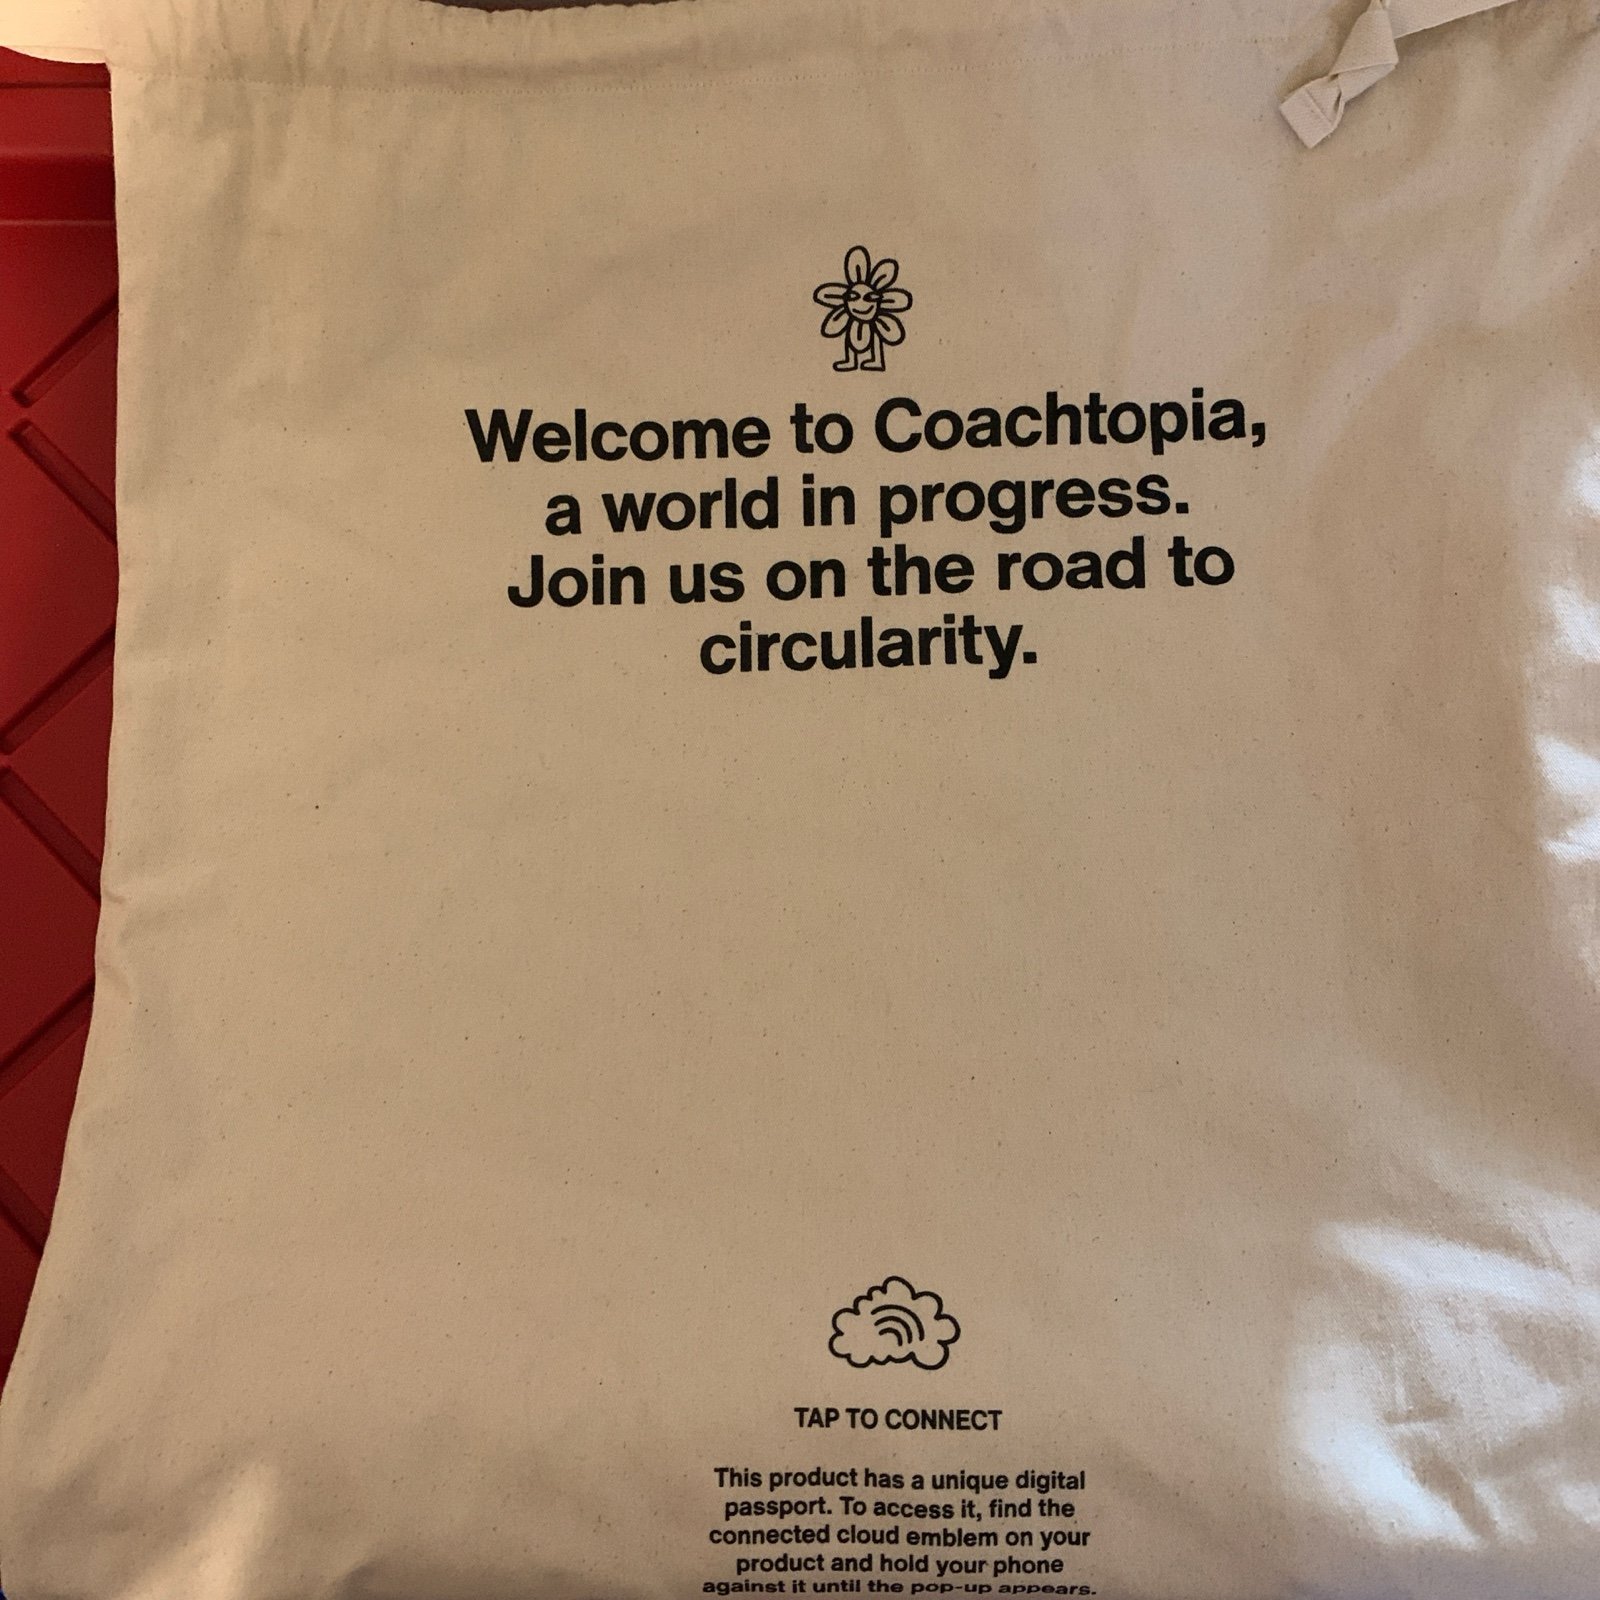 Welcome to Coachtopia,
a world in progress.
Join us on the road to
circularity.
TAP TO CONNECT
This product has a unique digital
passport. To access it, find the
connected cloud emblem on your
product and hold your phone
against it until the pop-up appears.